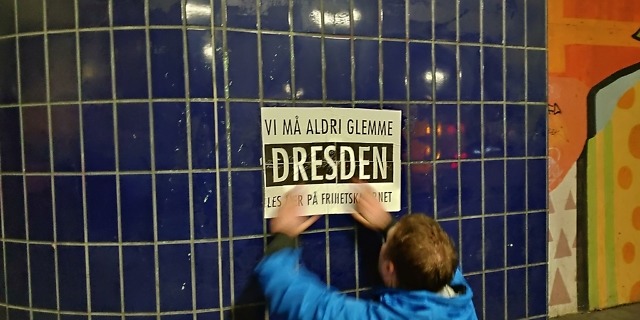 VI MÅ ALDRI GLEMME
DRESDEN
LES PÅ